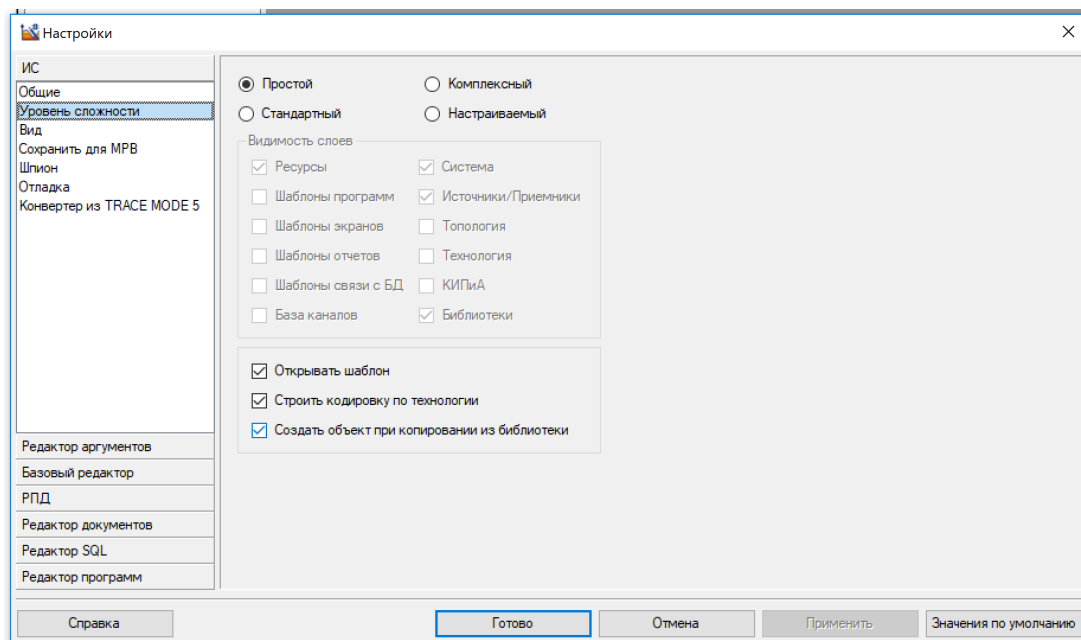 Настройки
ИС
Общие
Уровень сложности
Вид
Сохранить для МРВ
Шпион
Отладка
Конвертер из TRACE MODE 5
Редактор аргументов
Базовый редактор
РПД
Редактор документов
Редактор SQL
Редактор программ
Простой
Комплексный
Стандартный
Настраиваемый
Видимость слоев
Ресурсы
Система
Шаблоны программ
Источники/Приемники
Шаблоны экранов
Топология
Шаблоны отчетов
Технология
Шаблоны связи с БД
КИПиА
База каналов
Библиотеки
Открывать шаблон
Строить кодировку по технологии
Создать объект при копировании из библиотеки
Справка
Готово
Отмена
Применить
Значения по умолчанию